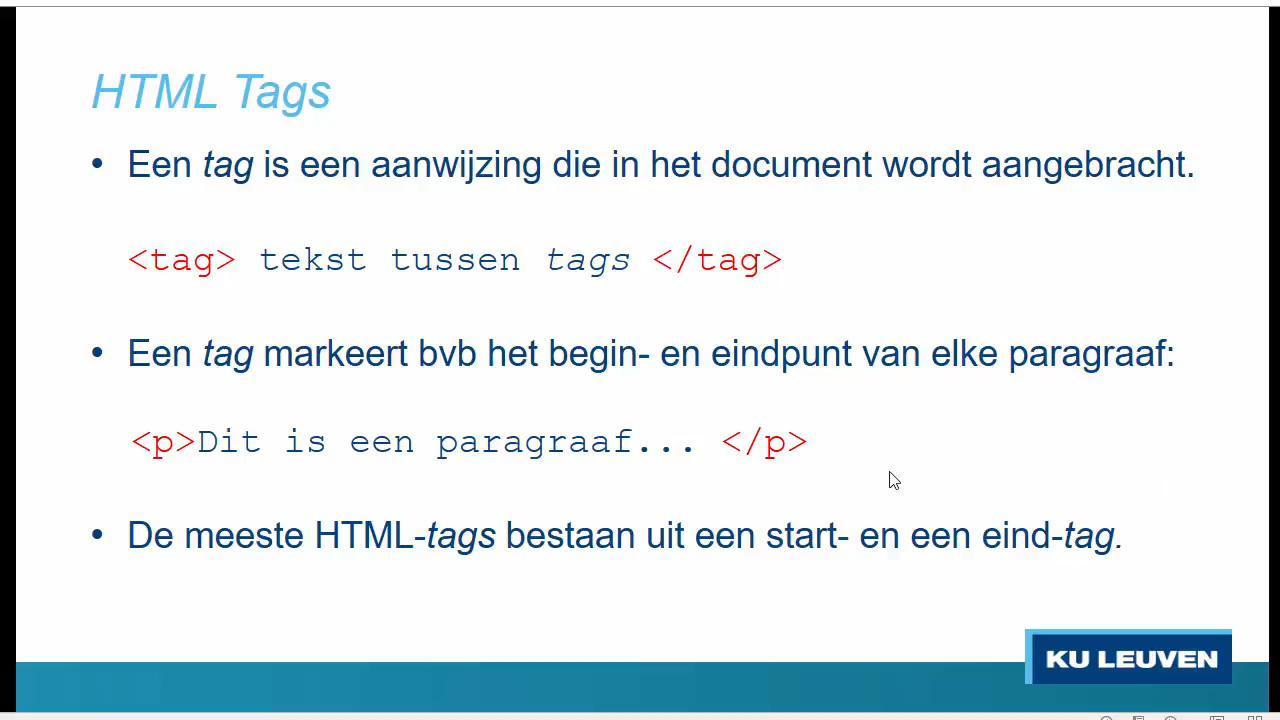 HTML Tags
• Een tag is een aanwijzing die in het document wordt aangebracht.
<tag> tekst tussen tags </tag>
• Een tag markeert bvb het begin- en eindpunt van elke paragraaf:
<p>Dit is een paragraaf... </p>
• De meeste HTML-tags bestaan uit een start- en een eind-tag.
KU LEUVEN